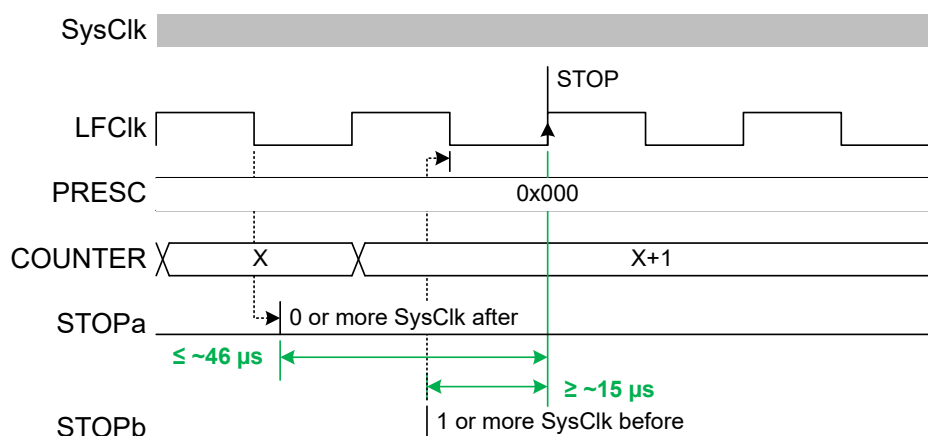 SysClk
STOP
LFClk
PRESC
0x000
COUNTER
X
X+1
STOPa
0 or more SysClk after
≤ ~46 µs
≥ ~15 µs
STOPb
1 or more SysClk before